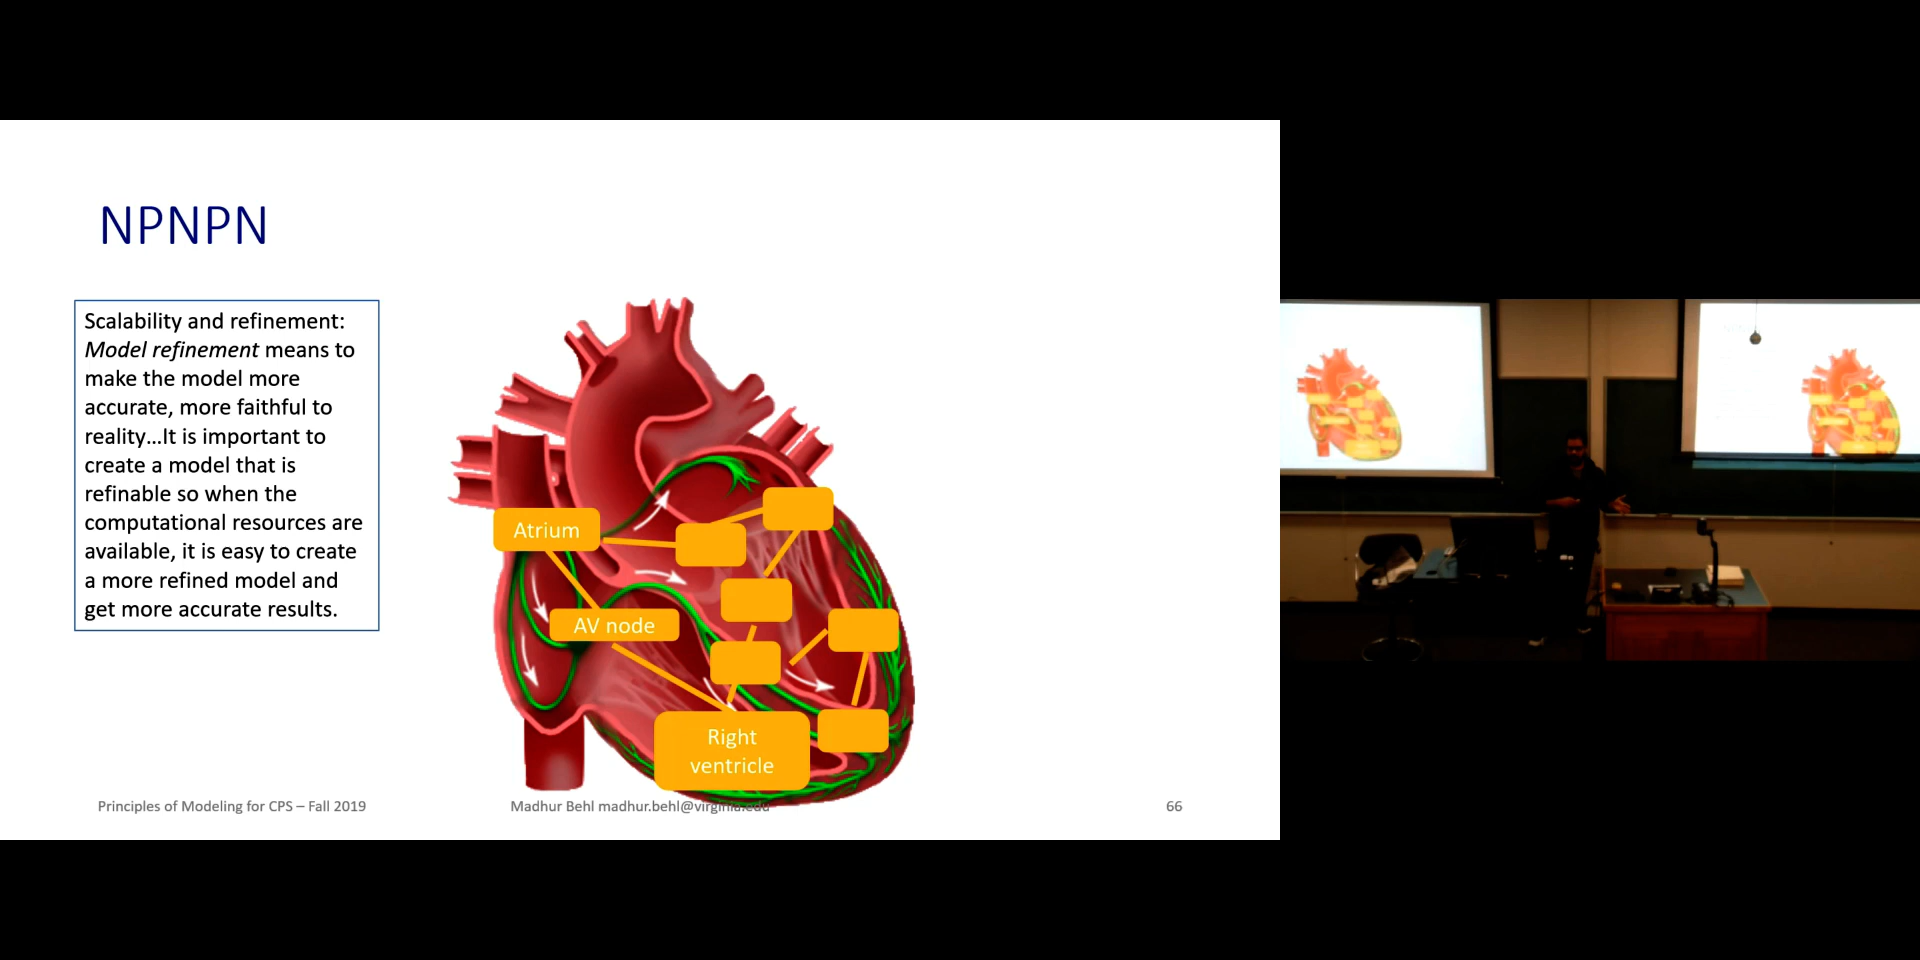 NPNPN
Scalability and refinement:
Model refinement means to
make the model more
accurate, more faithful to
reality…It is important to
create a model that is
refinable so when the
computational resources are
available, it is easy to create
a more refined model and
get more accurate results.
Atrium
AV node
Right
ventricle
Principles of Modeling for CPS – Fall 2019
Madhur Behl madhur.behl@virginia.edu
66